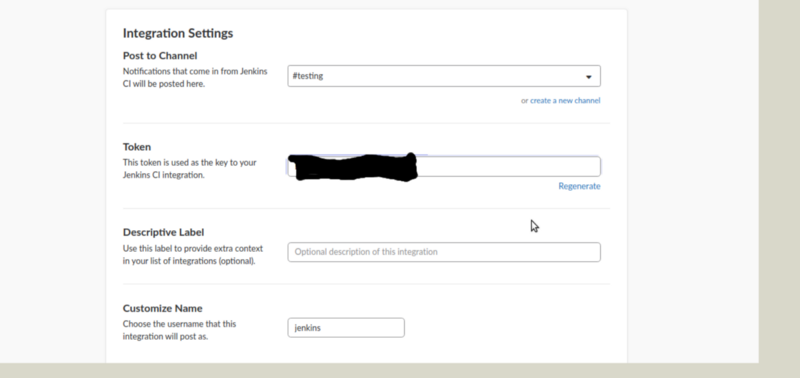 Integration Settings
Post to Channel
Notifications that come in from Jenkins
CI will be posted here.
#testing
or create a new channel
Token
This token is used as the key to your
Jenkins CI integration.
Regenerate
Descriptive Label
Use this label to provide extra context
in your list of integrations (optional).
Optional description of this integration
Customize Name
Choose the username that this
integration will post as.
jenkins